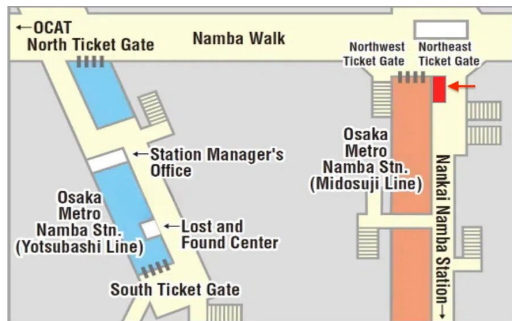 ←OCAT
North Ticket Gate
Namba Walk
Northwest
Ticket Gate
Northeast
Ticket Gate
←Station Manager's
Office
Osaka
Metro
Namba Stn.
(Midosuji Line)
Osaka
Metro
Namba Stn.
(Yotsubashi Line)
←Lost and
Found Center
South Ticket Gate
Nankai Namba Station→